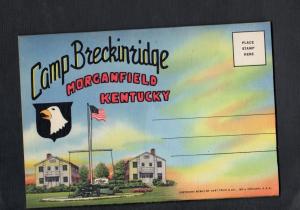 Camp Breckinridge
MORGANFIELD
KENTUCKY
PLACE
STAMP
HERE